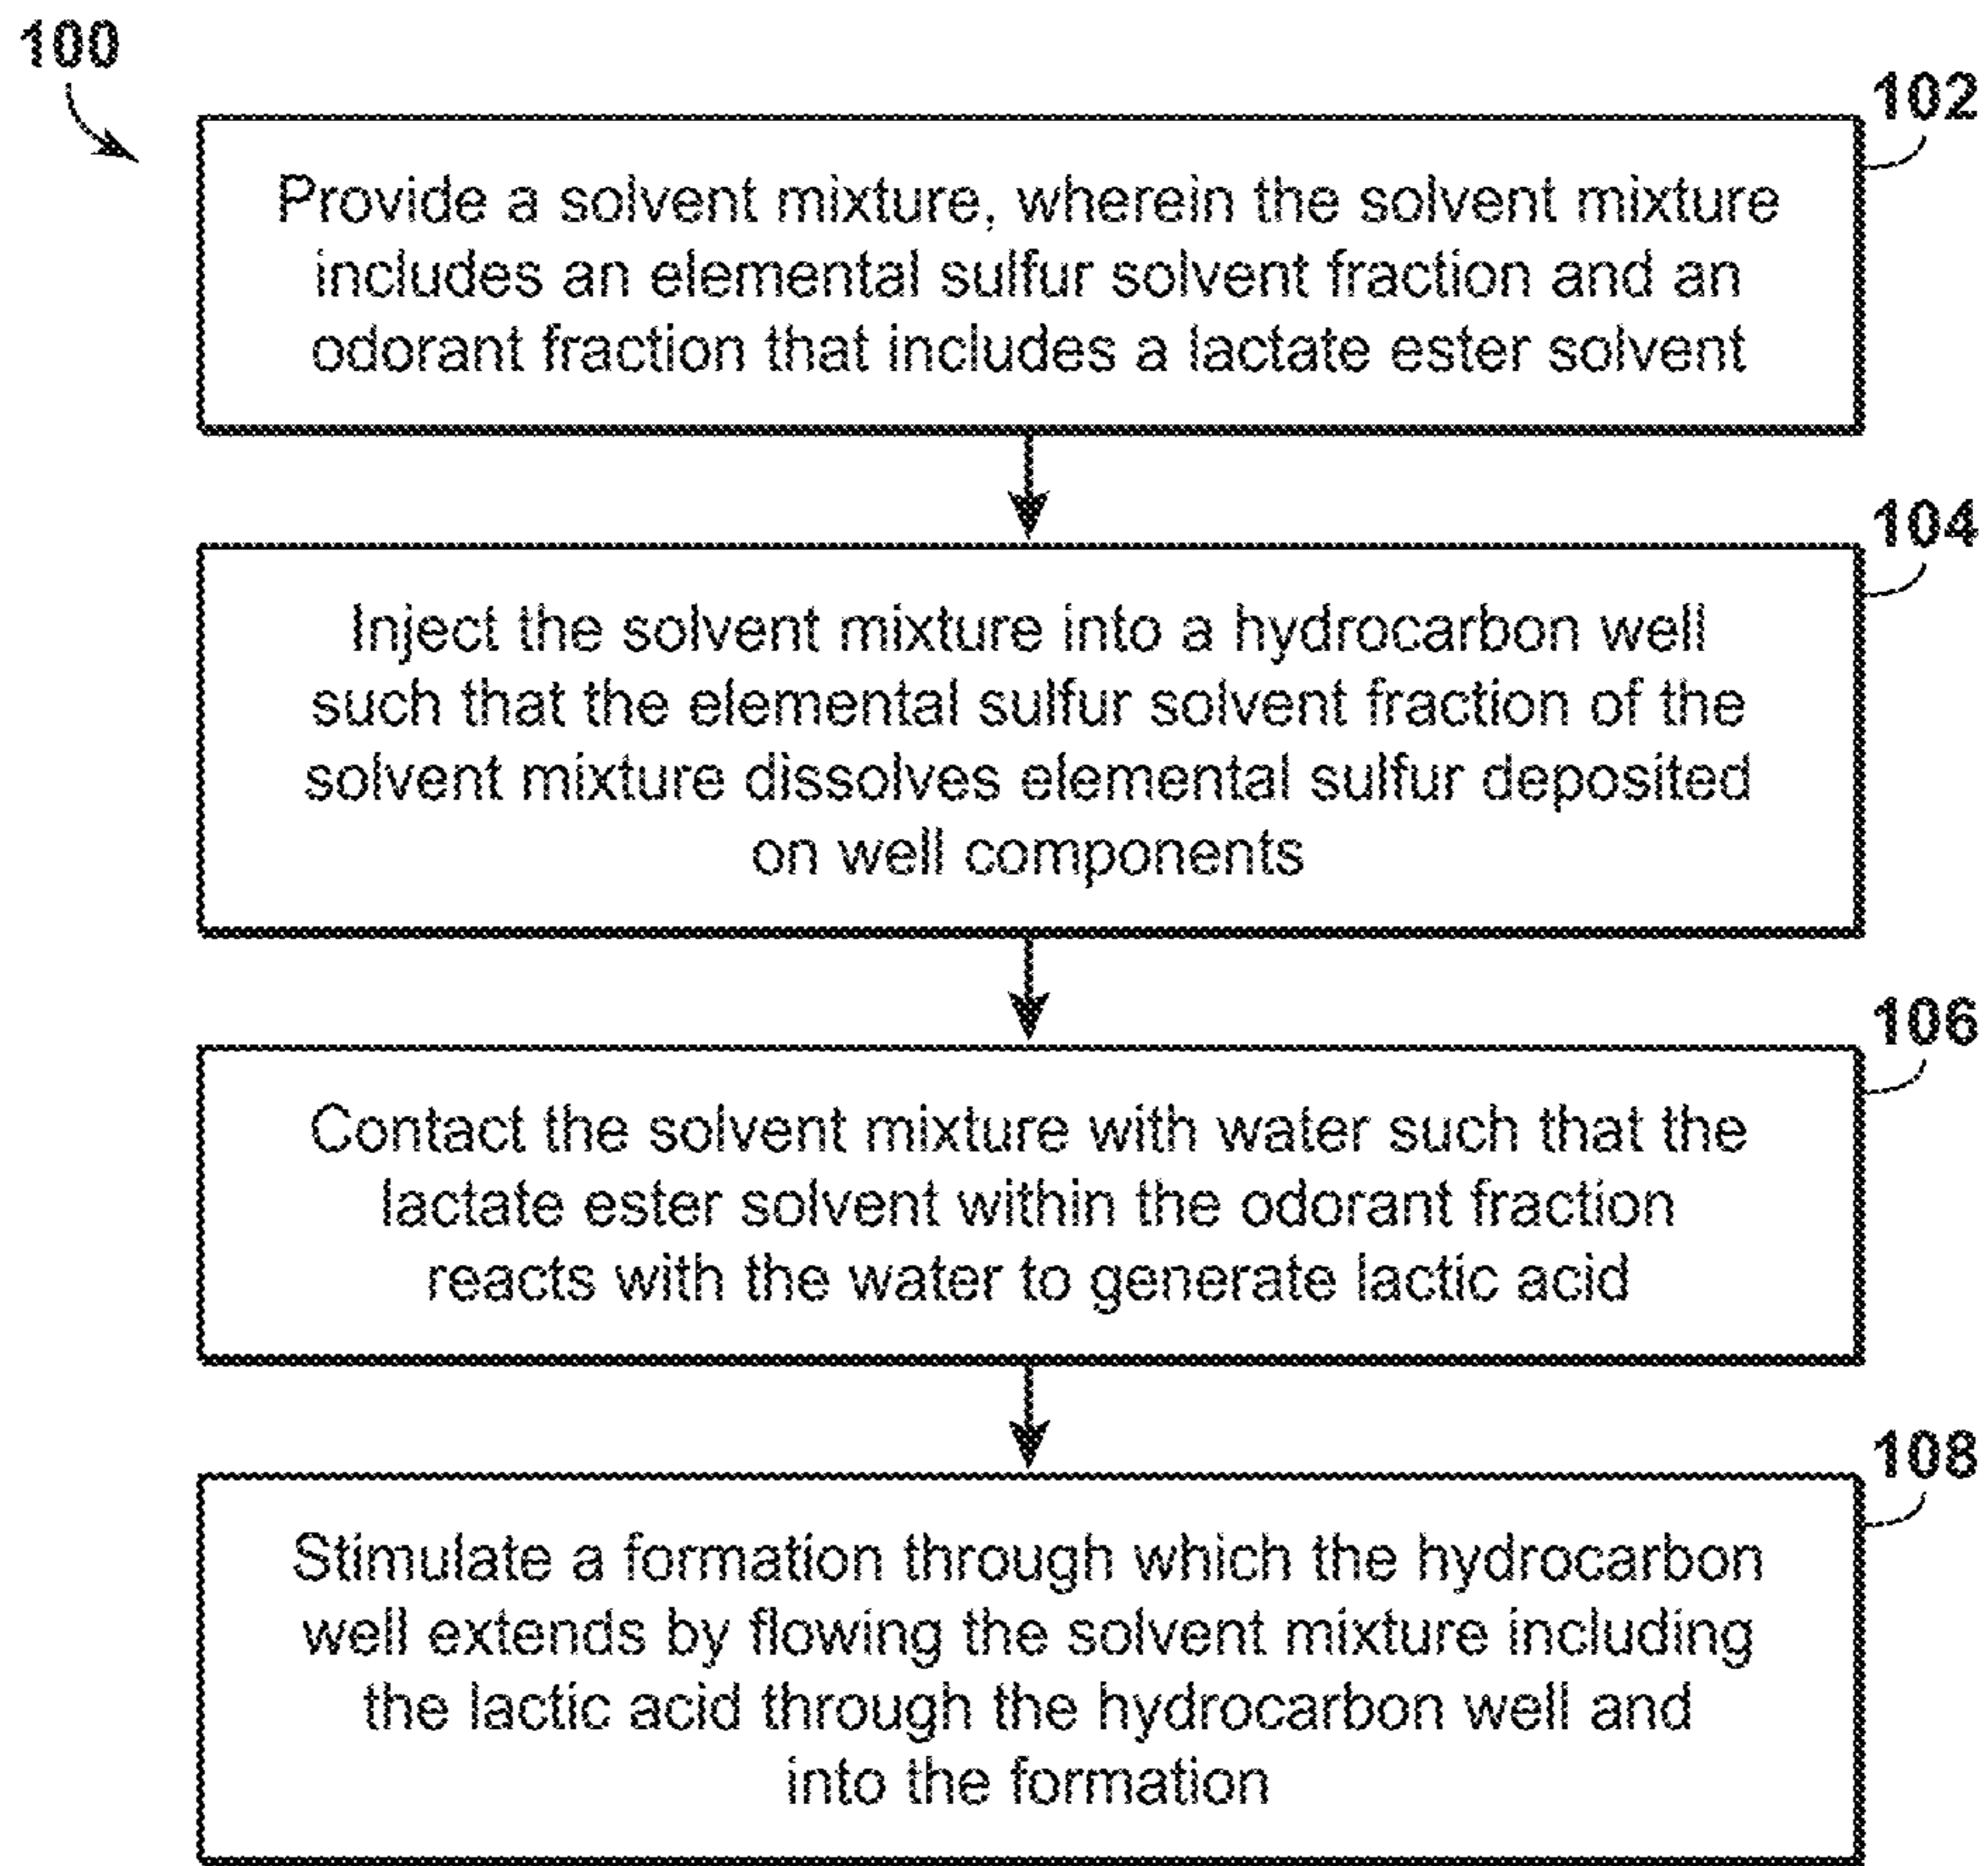 100
102
Provide a solvent mixture, wherein the solvent mixture
includes an elemental sulfur solvent fraction and an
odorant fraction that includes a lactate ester solvent
104
Inject the solvent mixture into a hydrocarbon well
such that the elemental sulfur solvent fraction of the
solvent mixture dissolves elemental sulfur deposited
on well components
106
Contact the solvent mixture with water such that the
lactate ester solvent within the odorant fraction
reacts with the water to generate lactic acid
108
Stimulate a formation through which the hydrocarbon
well extends by flowing the solvent mixture including
the lactic acid through the hydrocarbon well and
into the formation